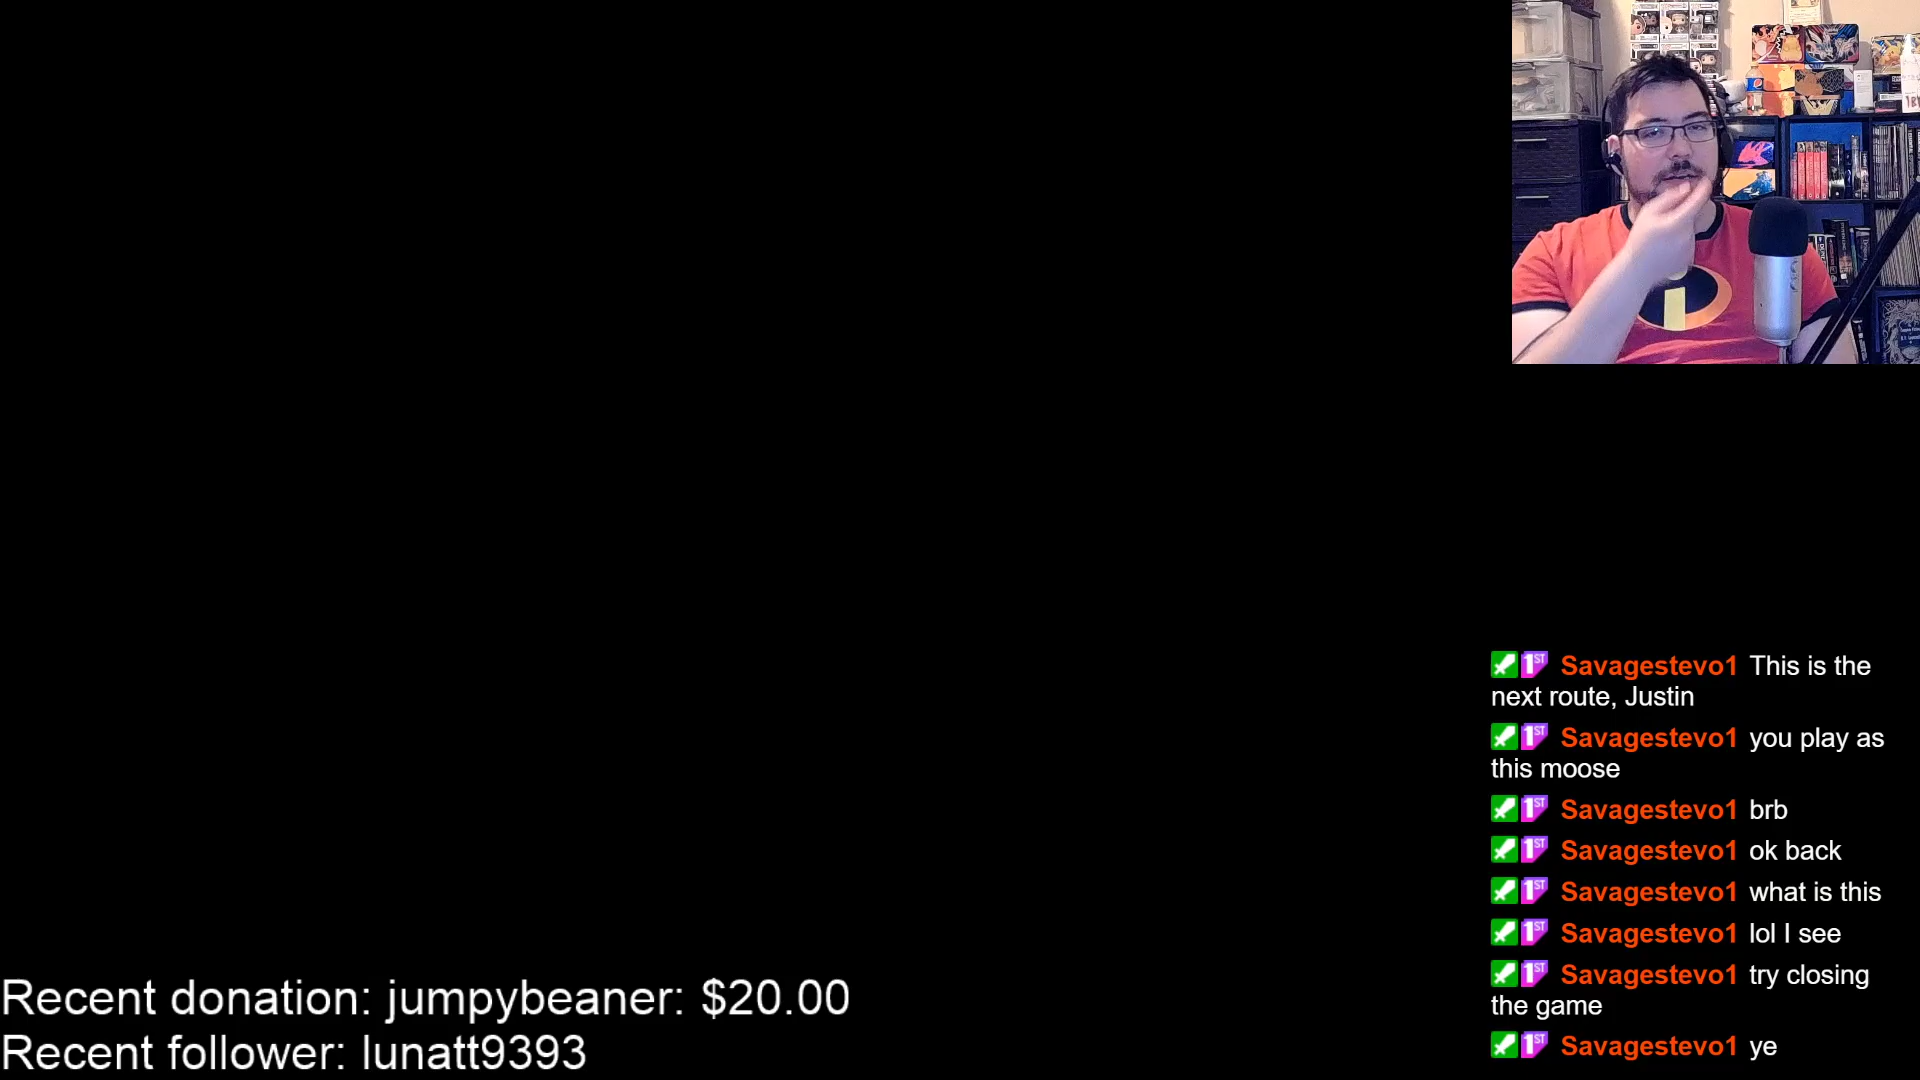 Savagestevo1 This is the
next route, Justin
Savagestevo1 you play as
this moose
Savagestevo1 brb
Savagestevo1 ok back
Savagestevo1 what is this
Savagestevo1 lol I see
Savagestevo1 try closing
the game
Savagestevo1 ye
Recent donation: jumpybeaner: $20.00
Recent follower: lunatt9393